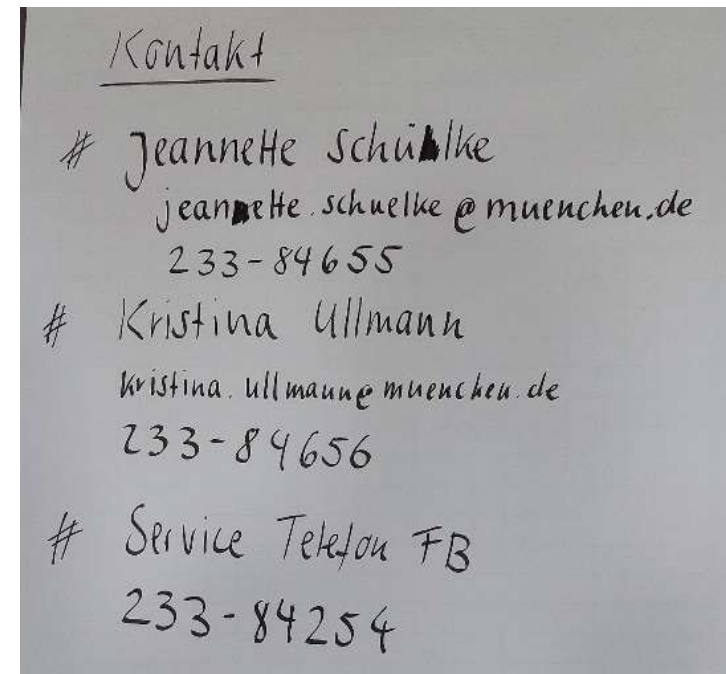 Kontakt
# Jeannette Schülke
jeannette.schuelke@muenchen.de
233-84655
# Kristina Ullmann
kristina.ullmann@muenchen.de
233-84656
# Service Telefon FB
233-84254